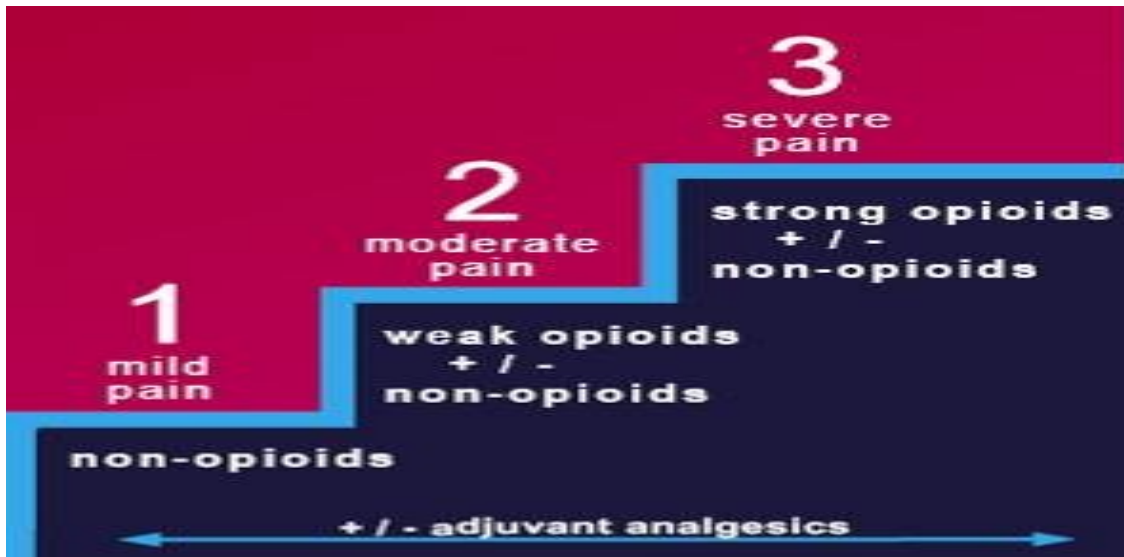 3
severe
pain
2
moderate
pain
1
mild
pain
strong opioids
+ / -
non-opioids
weak opioids
+ / -
non-opioids
non-opioids
+ / - adjuvant analgesics